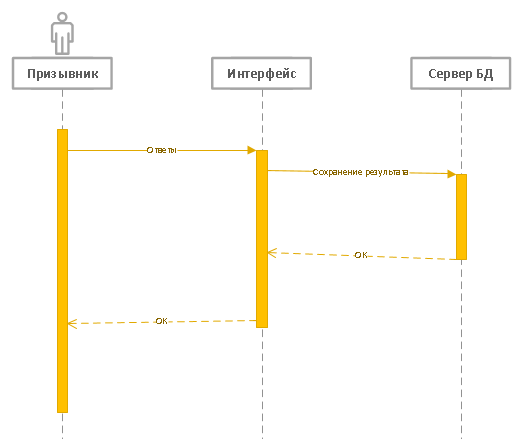 Призывник
Интерфейс
Сервер БД
Ответы
Сохранение результата
OK
OK